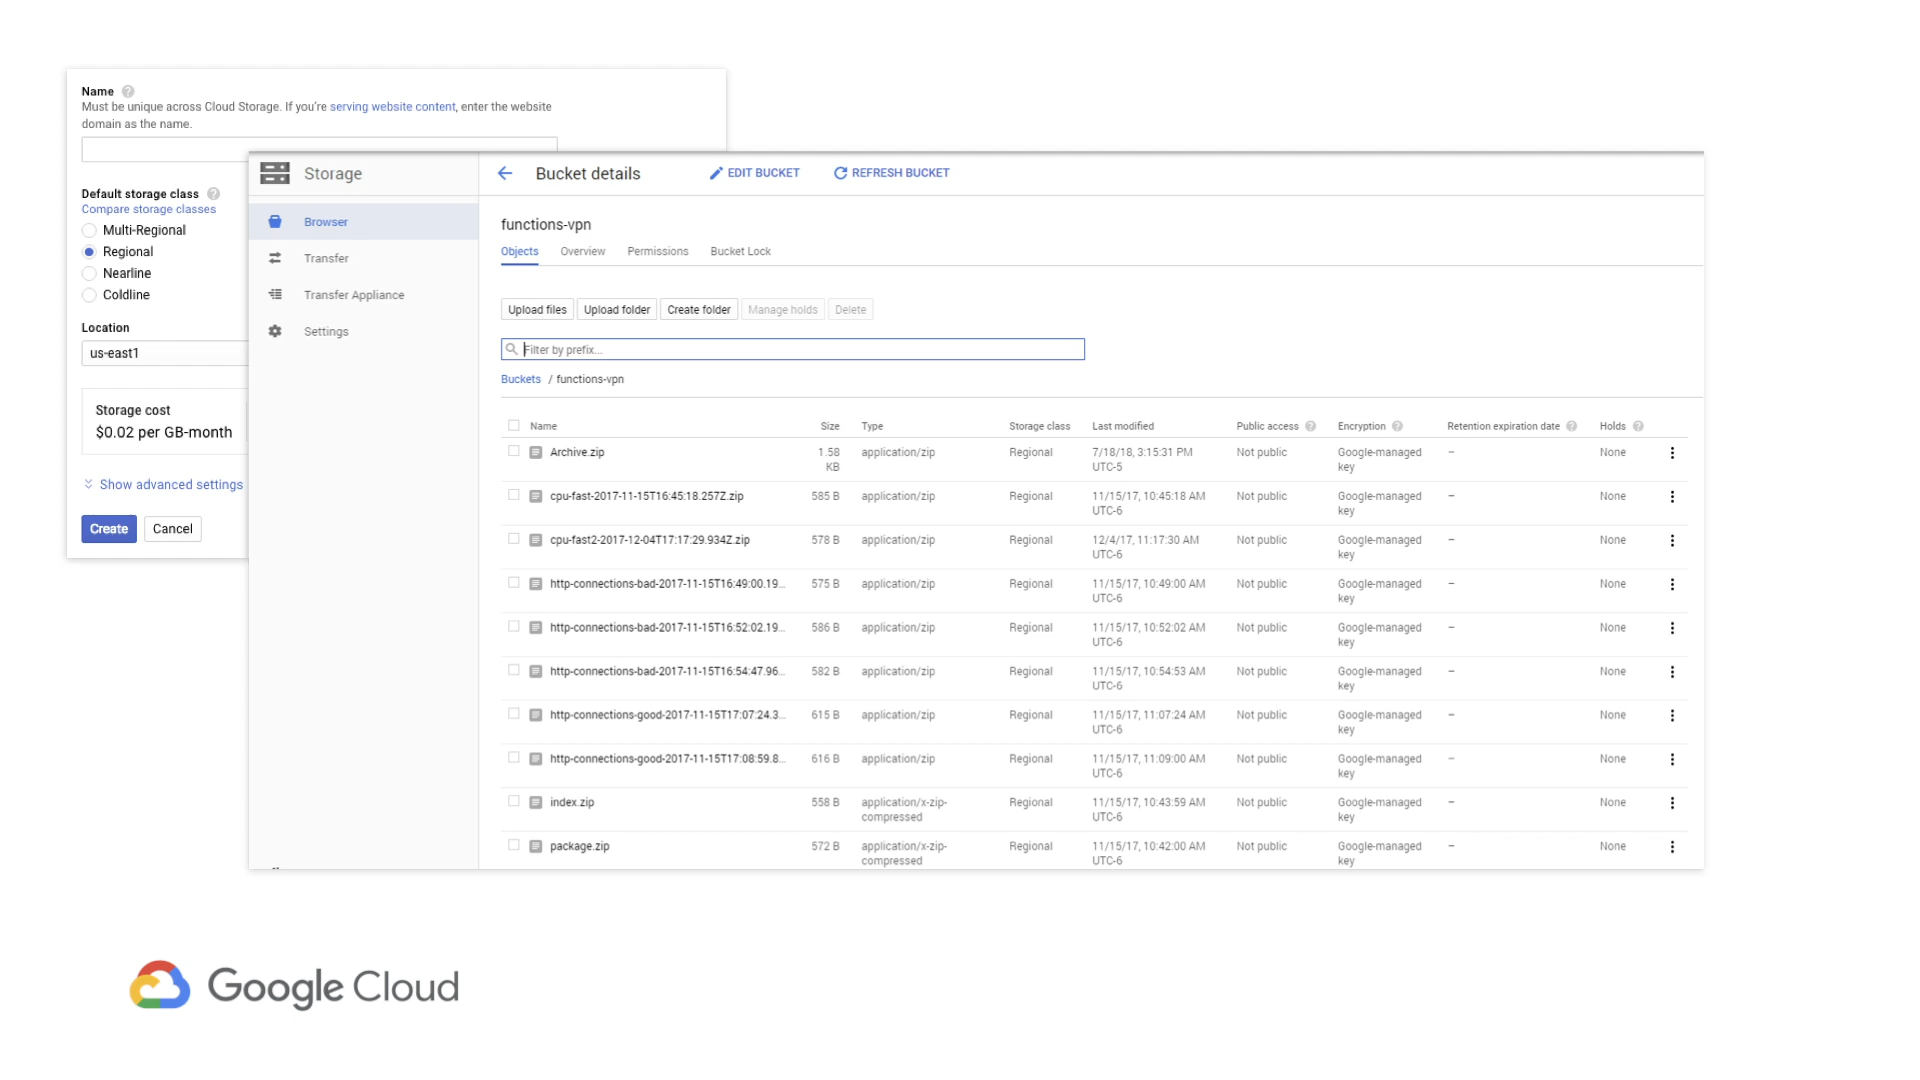 Name
Must be unique across Cloud Storage. If you're serving website content, enter the website
domain as the name.
Default storage class
Compare storage classes
Multi-Regional
Regional
Nearline
Coldline
Location
us-east1
Storage cost
$0.02 per GB-month
Show advanced settings
Create Cancel
Storage
Browser
Transfer
Transfer Appliance
Settings
Bucket details EDIT BUCKET REFRESH BUCKET
functions-vpn
Objects Overview Permissions Bucket Lock
Upload files Upload folder Create folder Manage holds Delete
Filter by prefix...
Buckets / functions-vpn
Name Size Type Storage class Last modified Public access Encryption Retention expiration date Holds
Archive.zip 1.58 application/zip Regional 7/18/18, 3:15:31 PM Not public Google-managed – None
KB UTC-5 key
cpu-fast-2017-11-15T16:45:18.257Z.zip 585 B application/zip Regional 11/15/17, 10:45:18 AM Not public Google-managed – None
UTC-6 key
cpu-fast2-2017-12-04T17:17:29.934Z.zip 578 B application/zip Regional 12/4/17, 11:17:30 AM Not public Google-managed – None
UTC-6 key
http-connections-bad-2017-11-15T16:49:00.19... 575 B application/zip Regional 11/15/17, 10:49:00 AM Not public Google-managed – None
UTC-6 key
http-connections-bad-2017-11-15T16:52:02.19... 586 B application/zip Regional 11/15/17, 10:52:02 AM Not public Google-managed – None
UTC-6 key
http-connections-bad-2017-11-15T16:54:47.96... 582 B application/zip Regional 11/15/17, 10:54:53 AM Not public Google-managed – None
UTC-6 key
http-connections-good-2017-11-15T17:07:24.3... 615 B application/zip Regional 11/15/17, 11:07:24 AM Not public Google-managed – None
UTC-6 key
http-connections-good-2017-11-15T17:08:59.8... 616 B application/zip Regional 11/15/17, 11:09:00 AM Not public Google-managed – None
UTC-6 key
index.zip 558 B application/x-zip- Regional 11/15/17, 10:43:59 AM Not public Google-managed – None
compressed UTC-6 key
package.zip 572 B application/x-zip- Regional 11/15/17, 10:42:00 AM Not public Google-managed – None
compressed UTC-6 key
Google Cloud